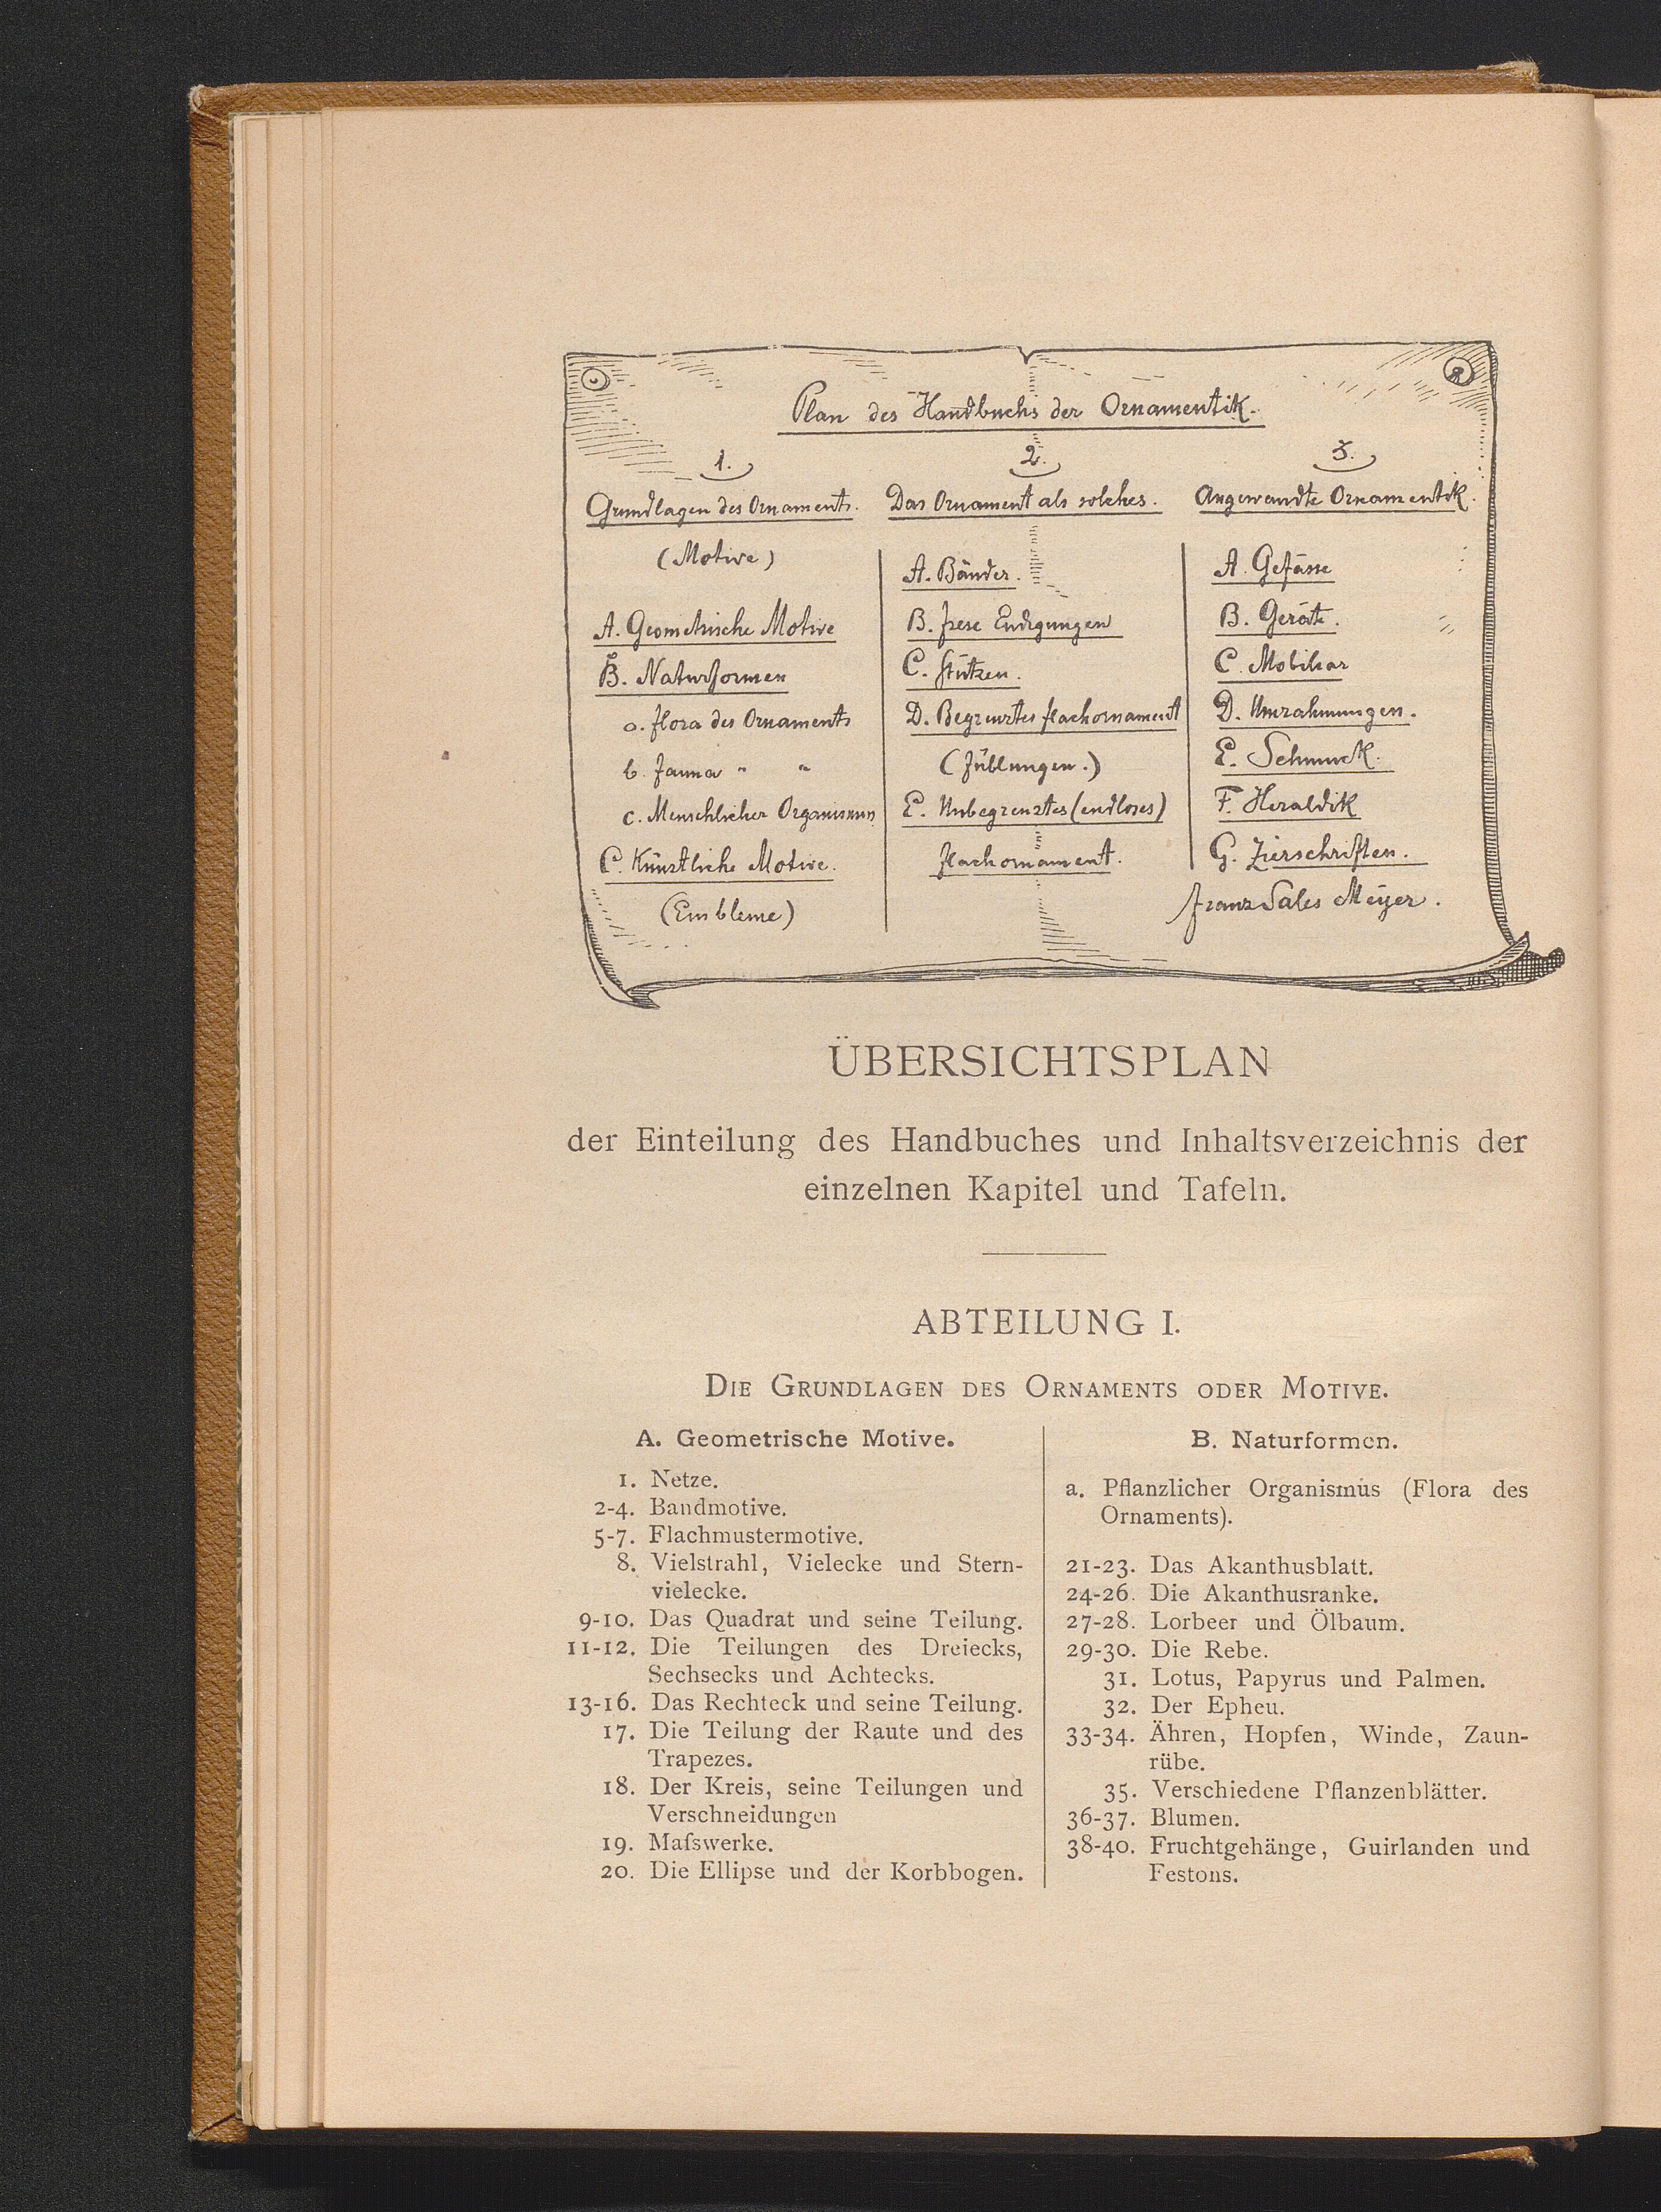 Plan des Handbuchs der Ornamentik.
1.
Grundlagen des Ornaments.
(Motive)
A. Geometrische Motive
B. Naturformen
a. Flora des Ornaments
b. Fauna " "
c. Menschlicher Organismus
C. Künstliche Motive.
(Embleme)
2.
Das Ornament als solches.
A. Bänder.
B. Freie Endigungen
C. Stützen.
D. Begrenztes Flachornament
(Füllungen.)
E. Unbegrenztes (endloses)
Flachornament.
3.
Angewandte Ornamentik.
A. Gefässe
B. Geräte.
C. Mobiliar
D. Umrahmungen.
E. Schmuck.
F. Heraldik
G. Zierschriften.
Franz Sales Meyer.
ÜBERSICHTSPLAN
der Einteilung des Handbuches und Inhaltsverzeichnis der
einzelnen Kapitel und Tafeln.
ABTEILUNG I.
DIE GRUNDLAGEN DES ORNAMENTS ODER MOTIVE.
A. Geometrische Motive.
1. Netze.
2-4. Bandmotive.
5-7. Flachmustermotive.
8. Vielstrahl, Vielecke und Stern-
vielecke.
9-10. Das Quadrat und seine Teilung.
11-12. Die Teilungen des Dreiecks,
Sechsecks und Achtecks.
13-16. Das Rechteck und seine Teilung.
17. Die Teilung der Raute und des
Trapezes.
18. Der Kreis, seine Teilungen und
Verschneidungen
19. Maſswerke.
20. Die Ellipse und der Korbbogen.
B. Naturformen.
a. Pflanzlicher Organismus (Flora des
Ornaments).
21-23. Das Akanthusblatt.
24-26. Die Akanthusranke.
27-28. Lorbeer und Ölbaum.
29-30. Die Rebe.
31. Lotus, Papyrus und Palmen.
32. Der Epheu.
33-34. Ähren, Hopfen, Winde, Zaun-
rübe.
35. Verschiedene Pflanzenblätter.
36-37. Blumen.
38-40. Fruchtgehänge, Guirlanden und
Festons.